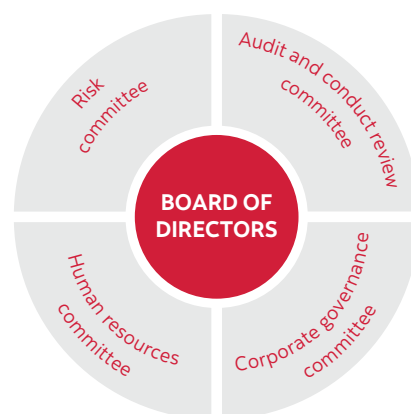 Risk
committee
Audit and conduct review
committee
BOARD OF
DIRECTORS
Human resources
committee
Corporate governance
committee